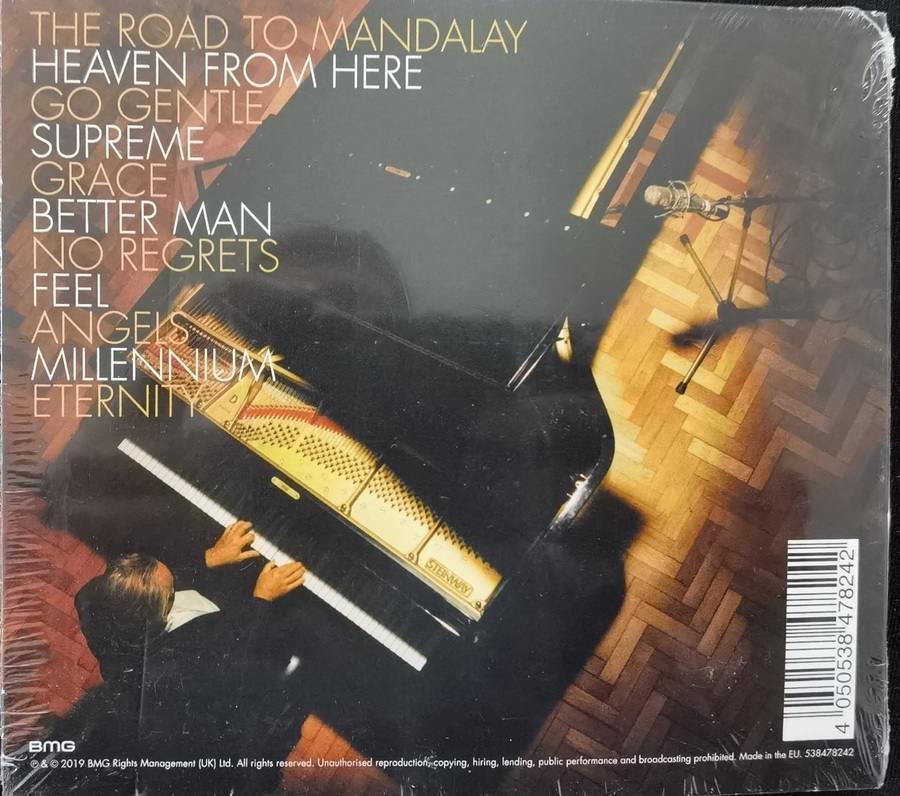 THE ROAD TO MANDALAY
HEAVEN FROM HERE
GO GENTLE
SUPREME
GRACE
BETTER MAN
NO REGRETS
FEEL
ANGELS
MILLENNIUM
ETERNITY
STEINWAY
4 050538 478242
BMG
℗ & © 2019 BMG Rights Management (UK) Ltd. All rights reserved. Unauthorised reproduction, copying, hiring, lending, public performance and broadcasting prohibited. Made in the EU. 538478242